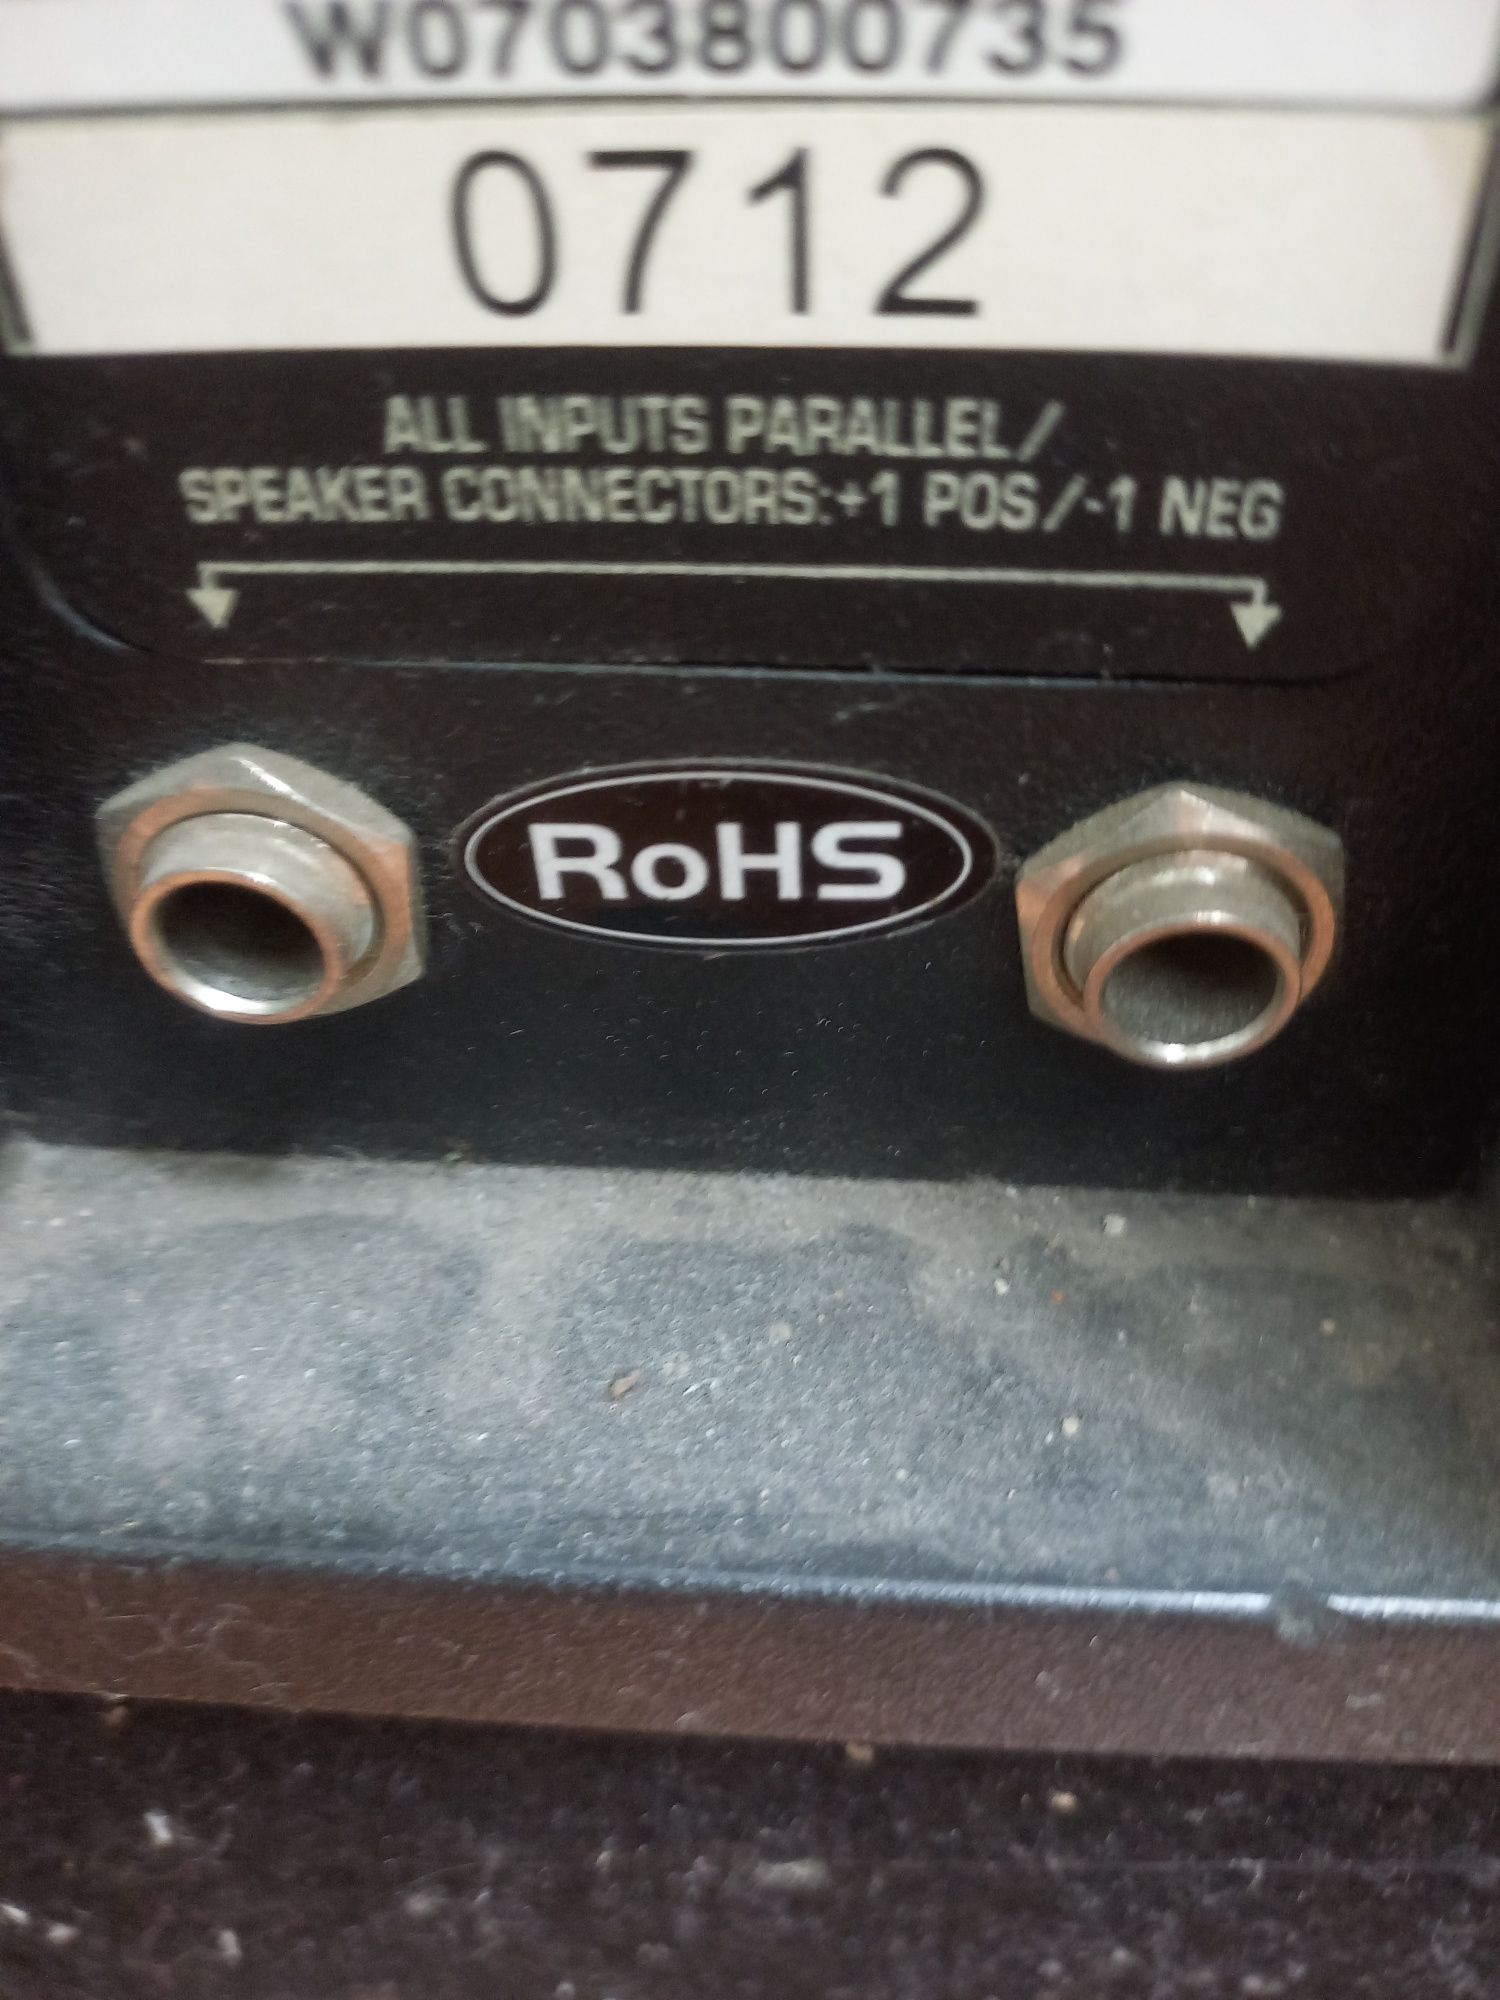 W0703800735
0712
ALL INPUTS PARALLEL/
SPEAKER CONNECTORS:+1 POS/-1 NEG
RoHS